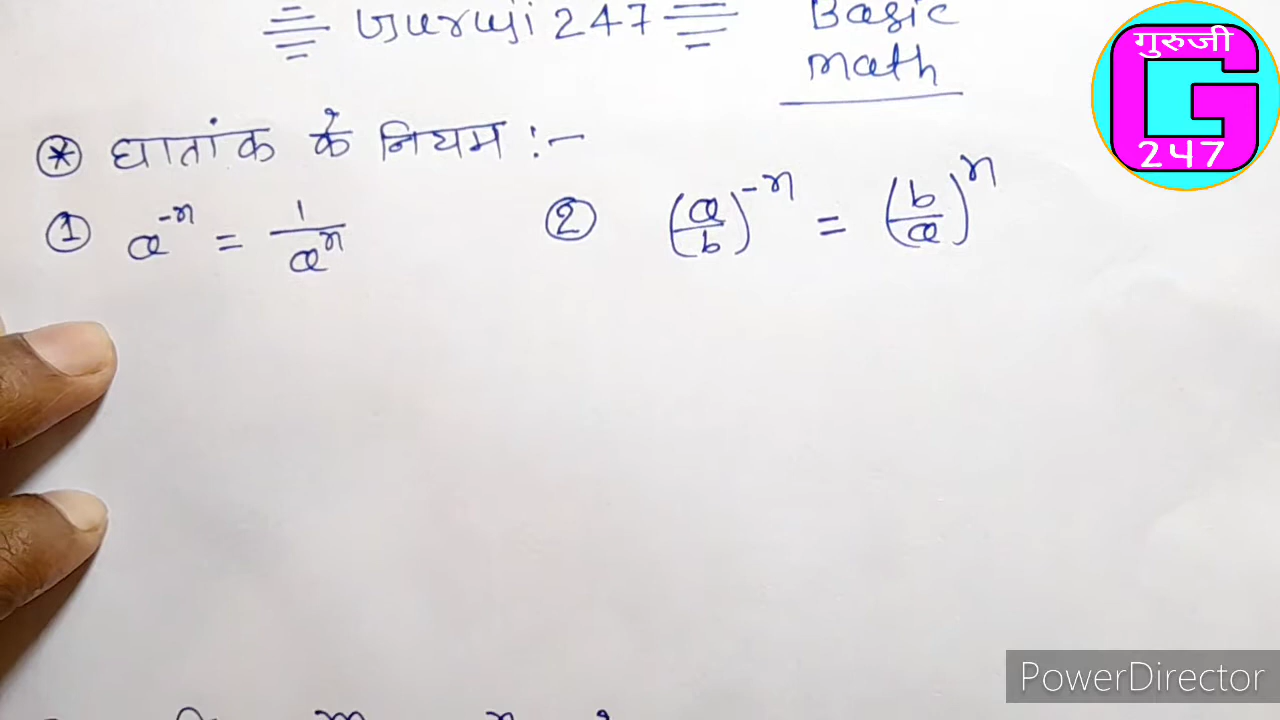 Guruji 247 Basic
math
गुरुजी
G
247
* घातांक के नियम :-
① a⁻ⁿ = 1/aⁿ ② (a/b)⁻ⁿ = (b/a)ⁿ
PowerDirector